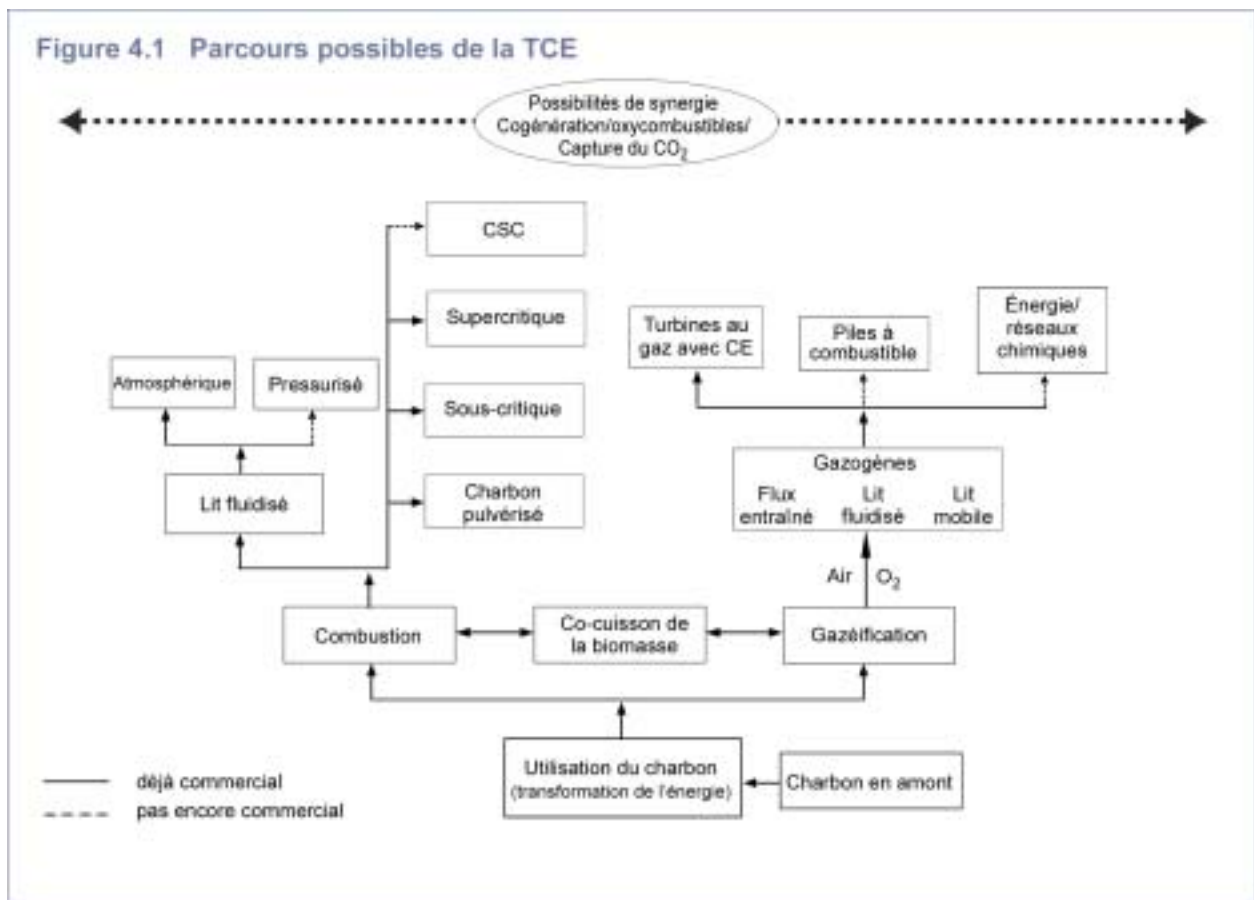 Figure 4.1 Parcours possibles de la TCE
Possibilités de synergie
Cogénération/oxycombustibles/
Capture du CO₂
CSC
Supercritique
Sous-critique
Charbon
pulvérisé
Atmosphérique
Pressurisé
Lit fluidisé
Turbines au
gaz avec CE
Piles à
combustible
Énergie/
réseaux
chimiques
Gazogènes
Flux
entraîné
Lit
fluidisé
Lit
mobile
Air
O₂
Combustion
Co-cuisson de
la biomasse
Gazéification
Utilisation du charbon
(transformation de l'énergie)
Charbon en amont
déjà commercial
pas encore commercial